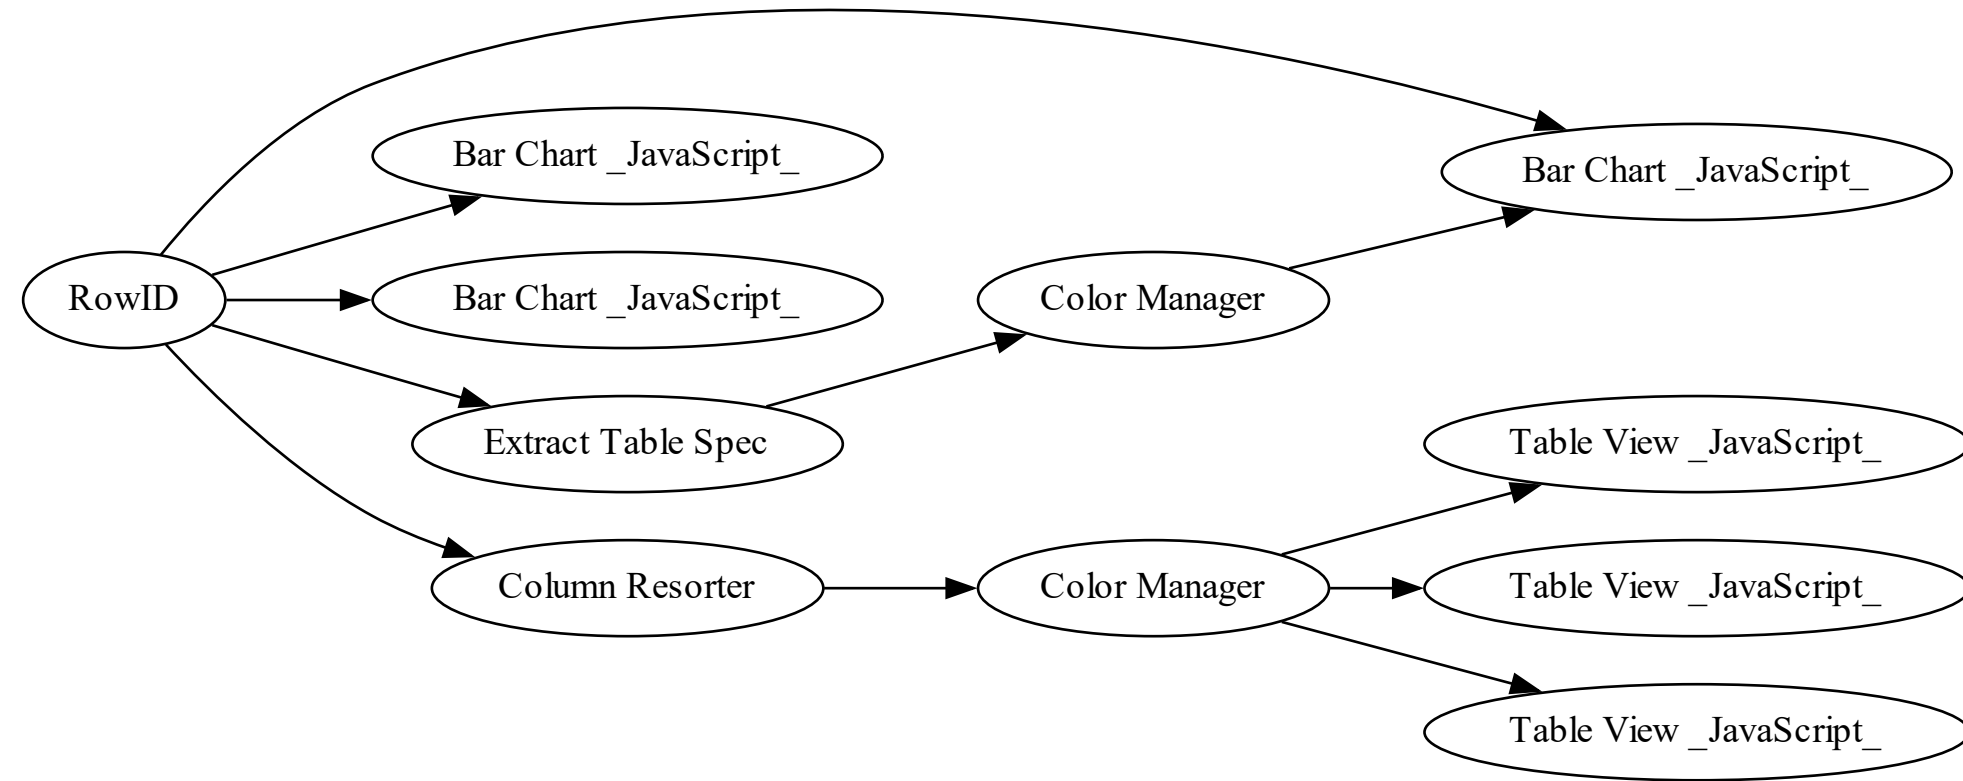 Bar Chart _JavaScript_
Bar Chart _JavaScript_
RowID
Bar Chart _JavaScript_
Color Manager
Extract Table Spec
Table View _JavaScript_
Column Resorter
Color Manager
Table View _JavaScript_
Table View _JavaScript_